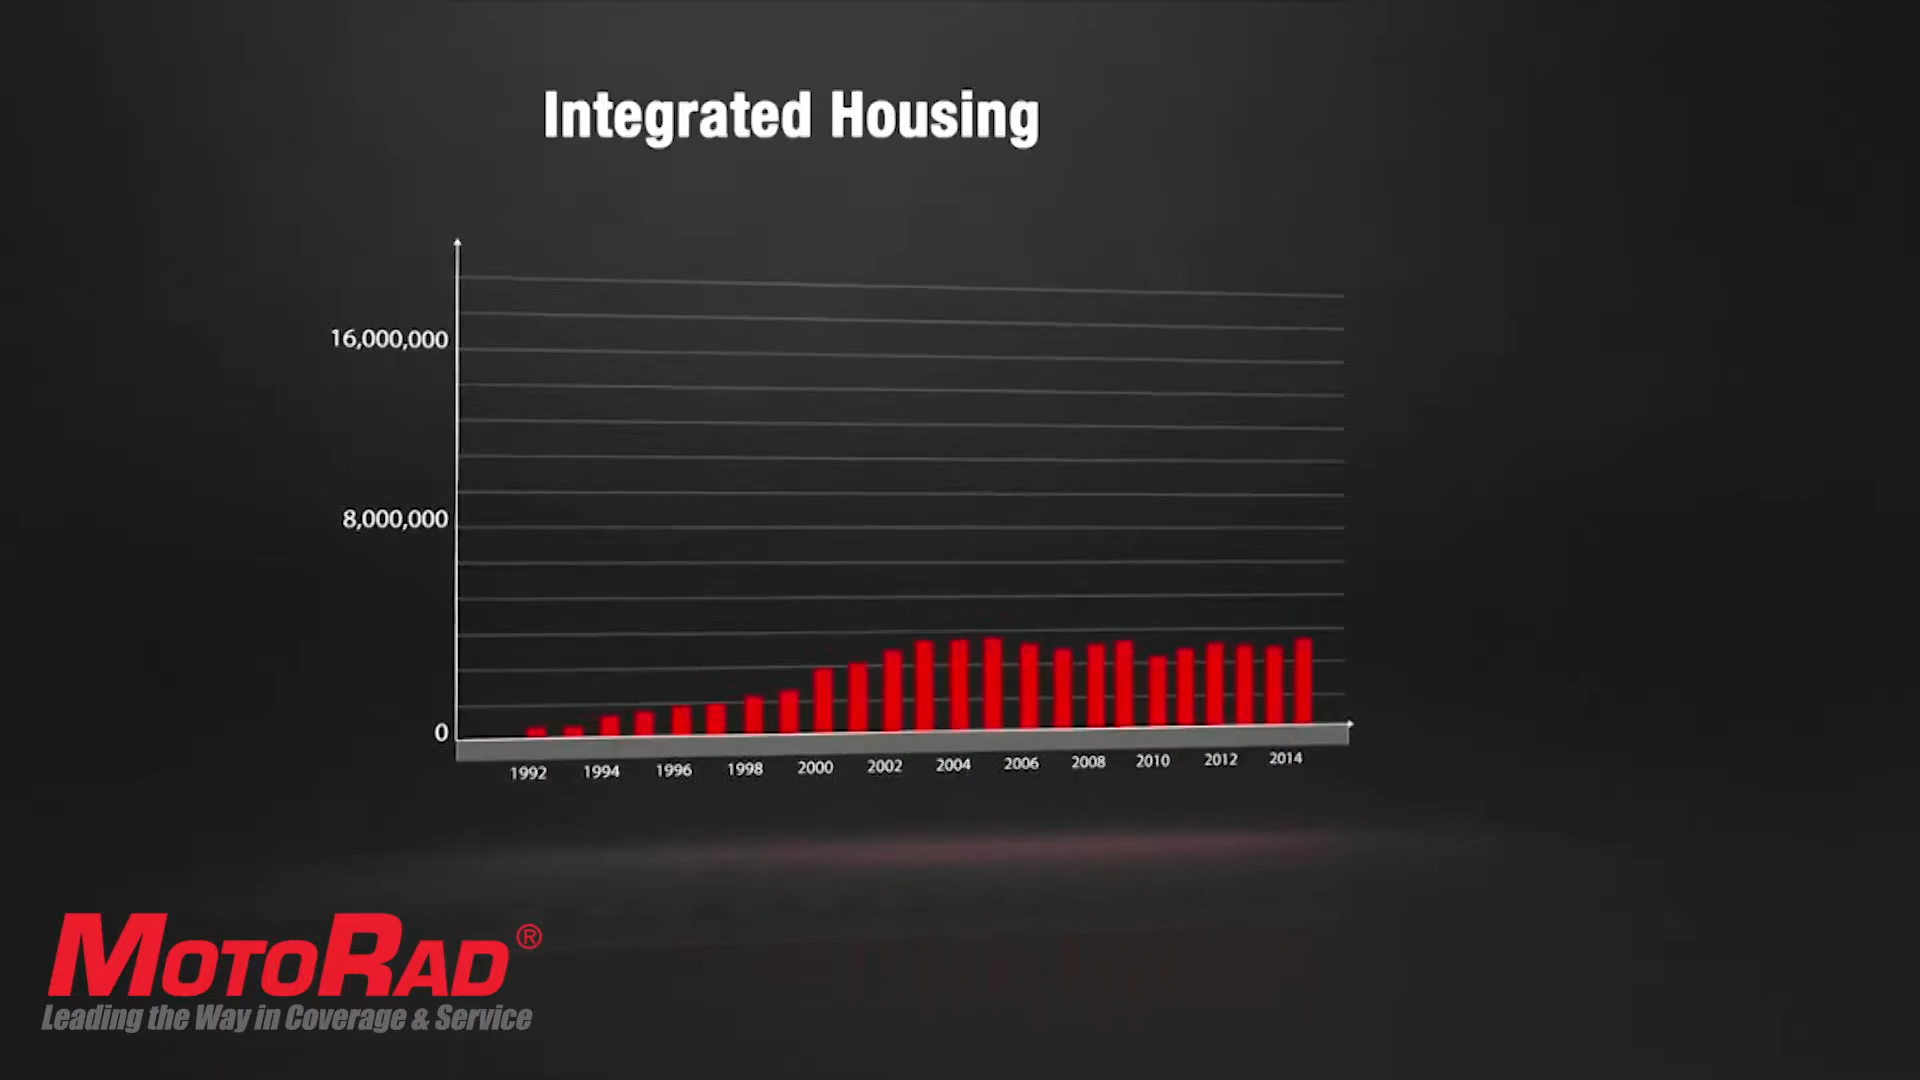 Integrated Housing
16,000,000
8,000,000
0
1992 1994 1996 1998 2000 2002 2004 2006 2008 2010 2012 2014
MOTORAD®
Leading the Way in Coverage & Service